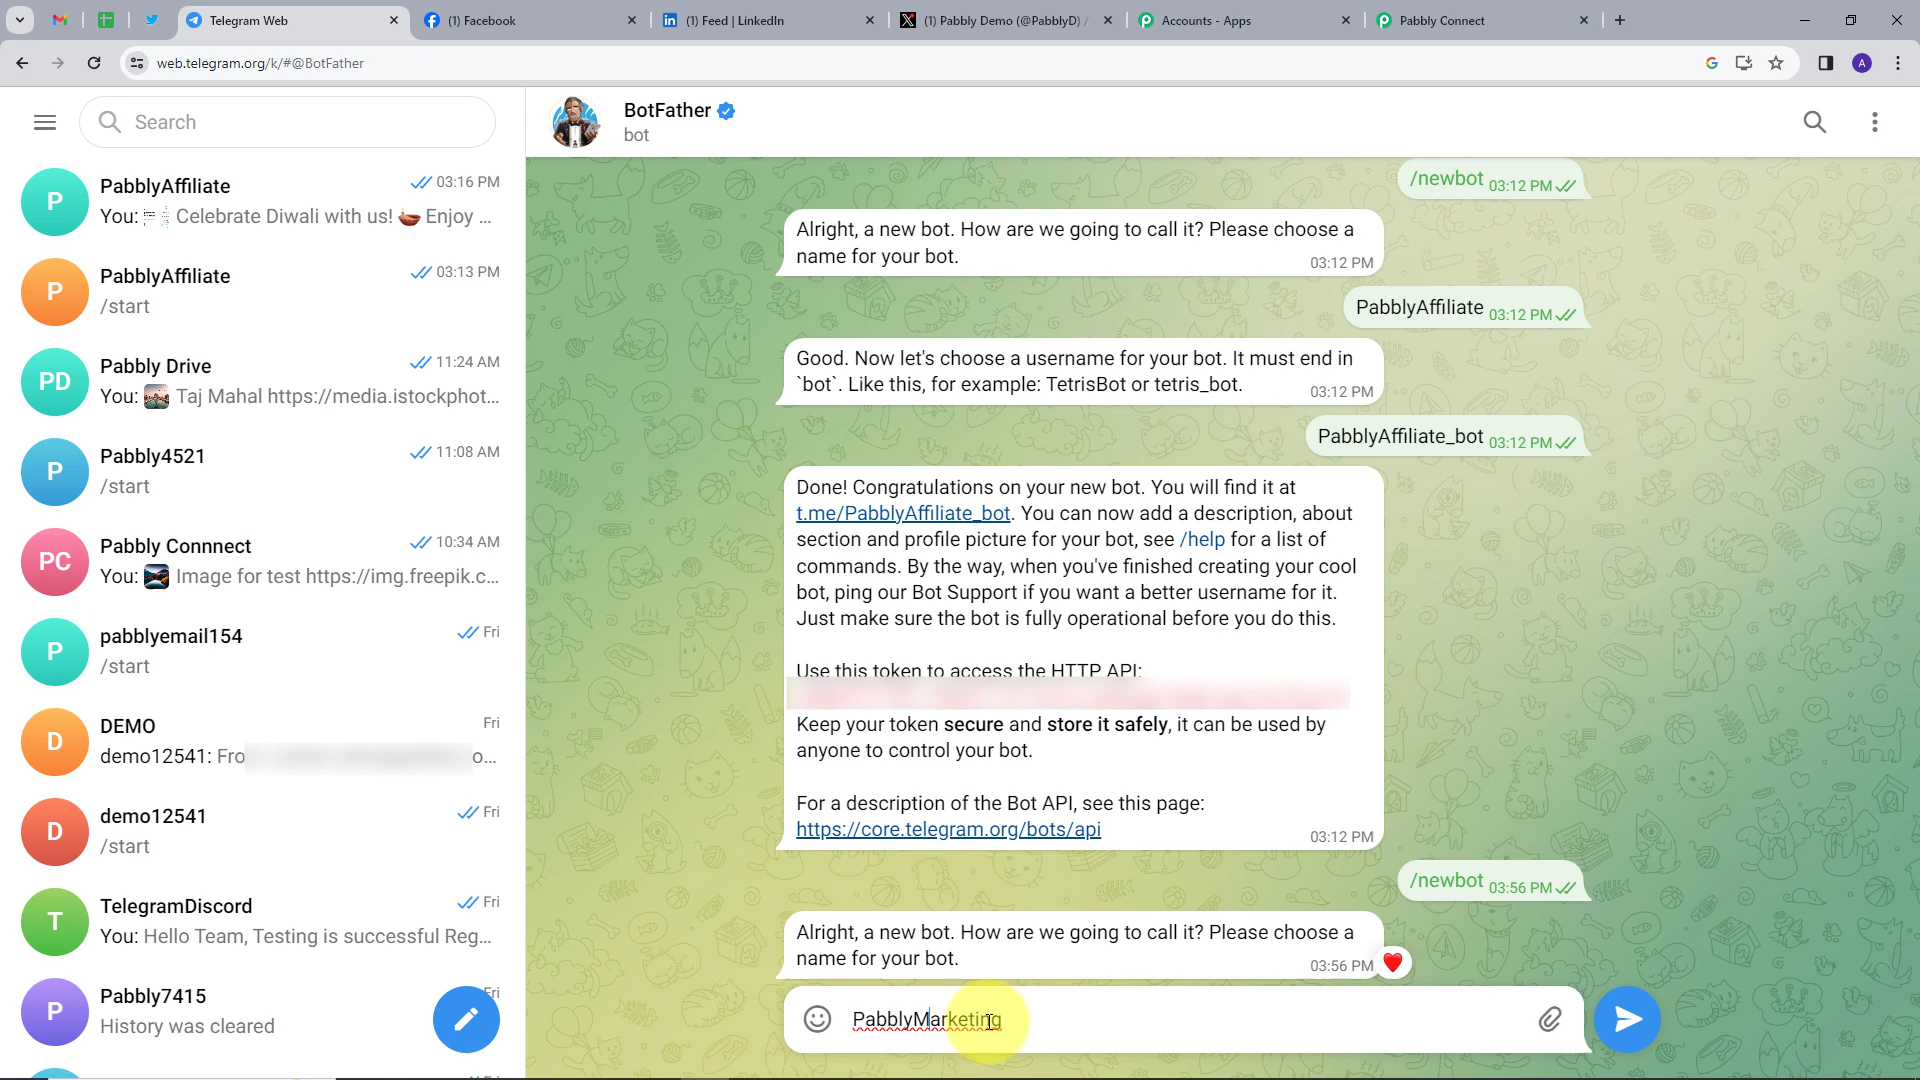 Telegram Web
(1) Facebook
(1) Feed | LinkedIn
(1) Pabbly Demo (@PabblyD) /
Accounts - Apps
Pabbly Connect
web.telegram.org/k/#@BotFather
A
Search
BotFather
bot
P
PabblyAffiliate
03:16 PM
You: Celebrate Diwali with us! Enjoy ...
P
PabblyAffiliate
03:13 PM
/start
PD
Pabbly Drive
11:24 AM
You: Taj Mahal https://media.istockphot...
P
Pabbly4521
11:08 AM
/start
PC
Pabbly Connnect
10:34 AM
You: Image for test https://img.freepik.c...
P
pabblyemail154
Fri
/start
D
DEMO
Fri
demo12541: Fro o...
D
demo12541
Fri
/start
T
TelegramDiscord
Fri
You: Hello Team, Testing is successful Reg...
P
Pabbly7415
Fri
History was cleared
/newbot 03:12 PM
Alright, a new bot. How are we going to call it? Please choose a
name for your bot.
03:12 PM
PabblyAffiliate 03:12 PM
Good. Now let's choose a username for your bot. It must end in
`bot`. Like this, for example: TetrisBot or tetris_bot.
03:12 PM
PabblyAffiliate_bot 03:12 PM
Done! Congratulations on your new bot. You will find it at
t.me/PabblyAffiliate_bot. You can now add a description, about
section and profile picture for your bot, see /help for a list of
commands. By the way, when you've finished creating your cool
bot, ping our Bot Support if you want a better username for it.
Just make sure the bot is fully operational before you do this.
Use this token to access the HTTP API:
Keep your token secure and store it safely, it can be used by
anyone to control your bot.
For a description of the Bot API, see this page:
https://core.telegram.org/bots/api
03:12 PM
/newbot 03:56 PM
Alright, a new bot. How are we going to call it? Please choose a
name for your bot.
03:56 PM
PabblyMarketing